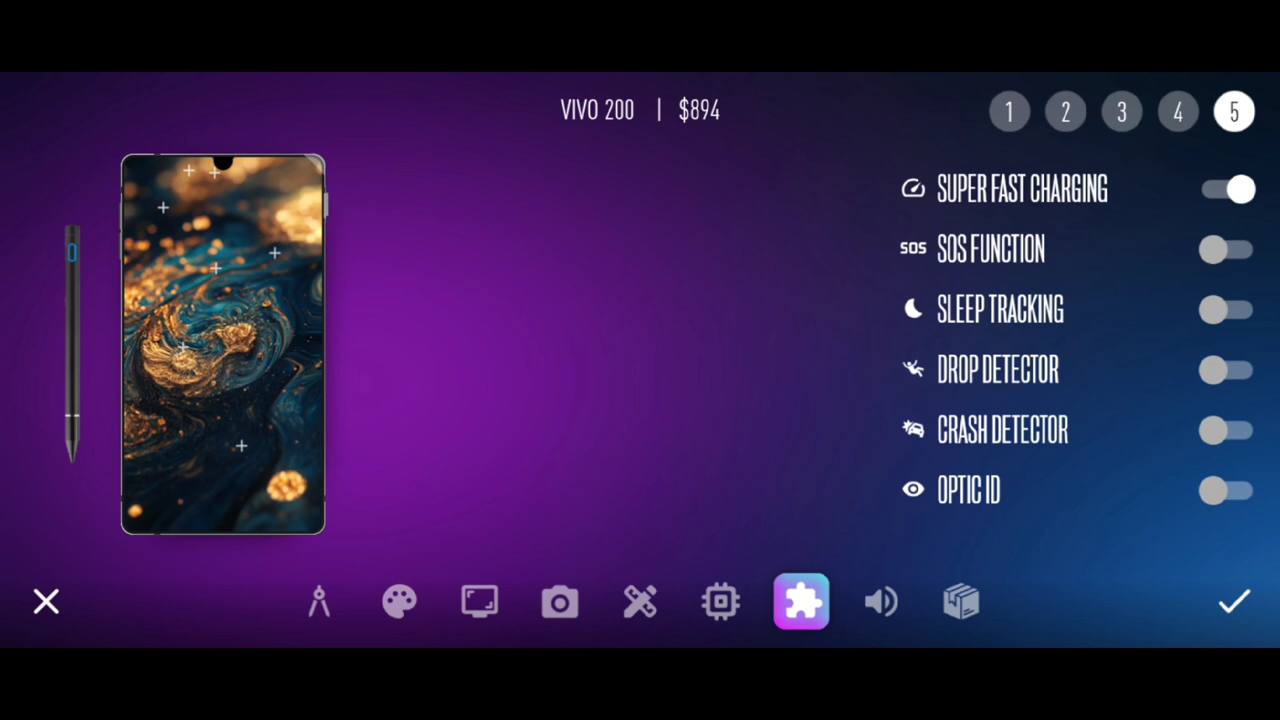 VIVO 200 | $894
1 2 3 4 5
SUPER FAST CHARGING
SOS SOS FUNCTION
SLEEP TRACKING
DROP DETECTOR
CRASH DETECTOR
OPTIC ID